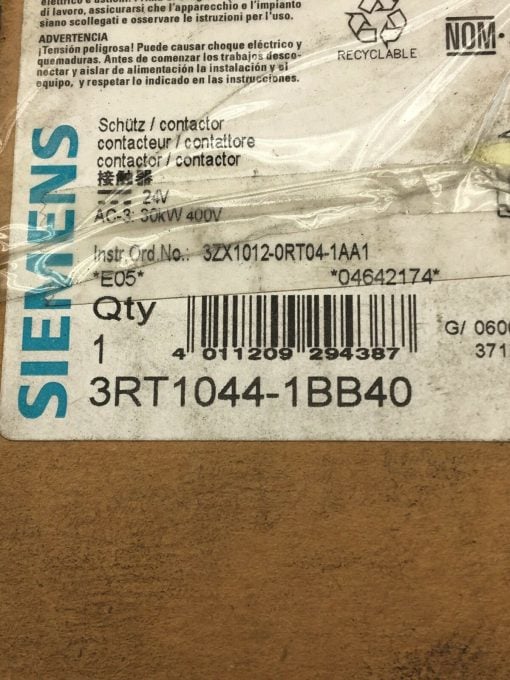 di lavoro, assicurarsi che l'apparecchio e l'impianto
siano scollegati e osservare le istruzioni per l'uso.
ADVERTENCIA
¡Tensión peligrosa! Puede causar choque eléctrico y
quemaduras. Antes de comenzar los trabajos desco-
nectar y aislar de alimentación la instalación y el
equipo, y respetar lo indicado en las instrucciones.
RECYCLABLE
NOM
SIEMENS
Schütz / contactor
contacteur / contattore
contactor / contactor
接触器
24V
AC-3: 30kW 400V
Instr.Ord.No.: 3ZX1012-0RT04-1AA1
*E05* *04642174*
Qty
1
4 011209 294387
G/ 0600
371
3RT1044-1BB40